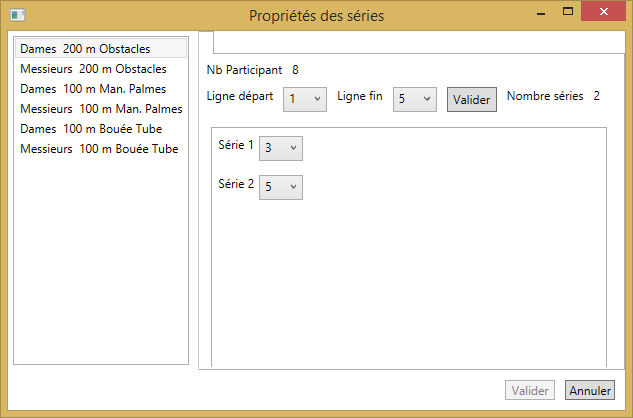 Propriétés des séries
Dames 200 m Obstacles
Messieurs 200 m Obstacles
Dames 100 m Man. Palmes
Messieurs 100 m Man. Palmes
Dames 100 m Bouée Tube
Messieurs 100 m Bouée Tube
Nb Participant 8
Ligne départ 1 Ligne fin 5 Valider Nombre séries 2
Série 1 3
Série 2 5
Valider Annuler